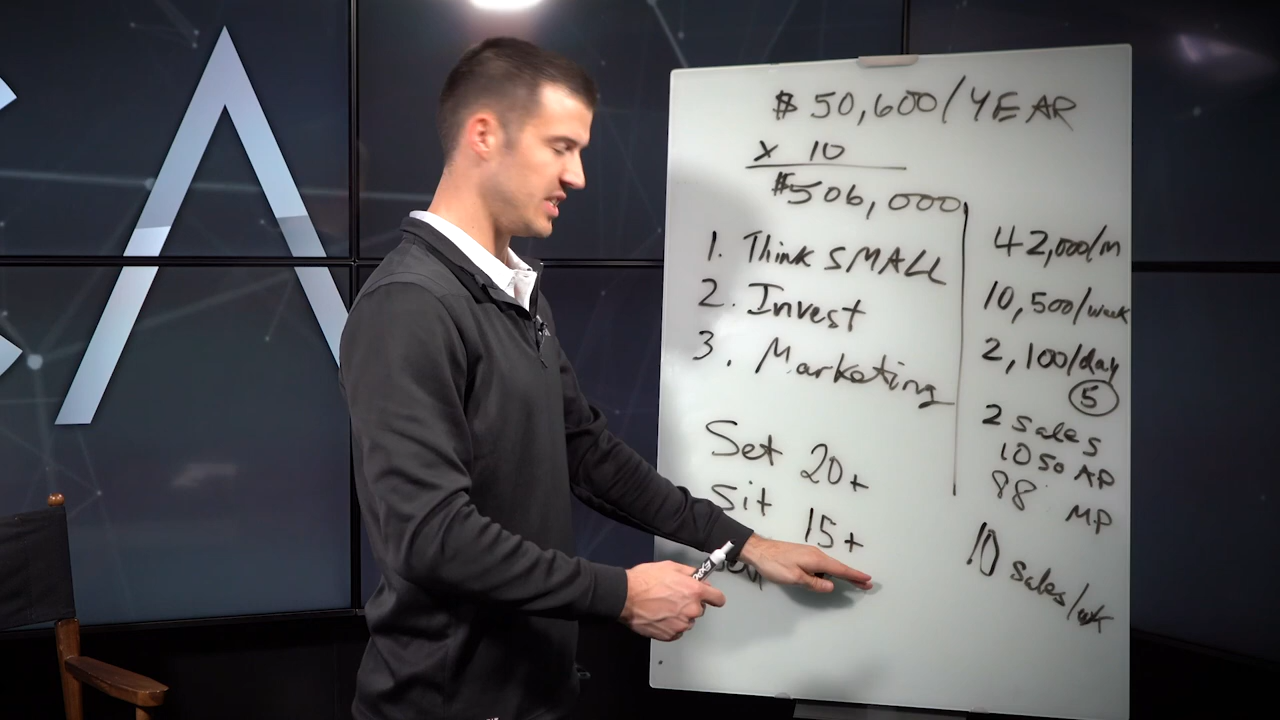 $ 50,600/YEAR
x 10
$506,000
1. Think SMALL
2. Invest
3. Marketing
Set 20+
Sit 15+
42,000/m
10,500/week
2,100/day
5
2 sales
1050 AP
88 MP
10 sales/wk
EXPO
A